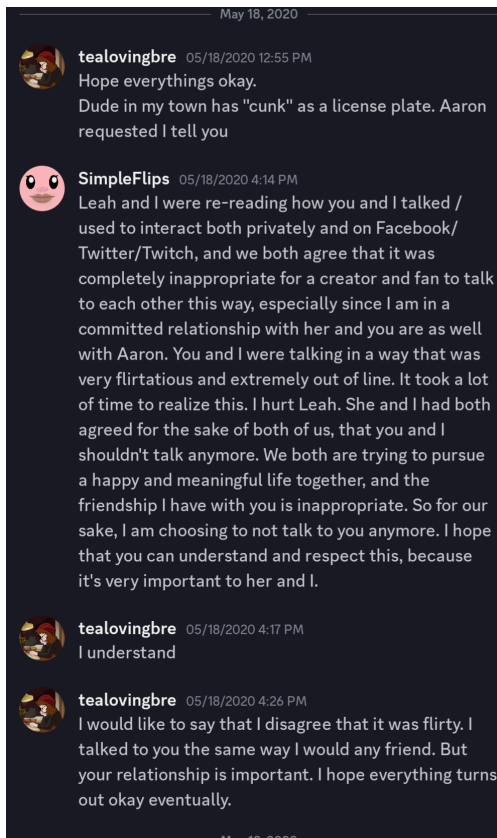 May 18, 2020
tealovingbre 05/18/2020 12:55 PM
Hope everythings okay.
Dude in my town has "cunk" as a license plate. Aaron
requested I tell you
SimpleFlips 05/18/2020 4:14 PM
Leah and I were re-reading how you and I talked /
used to interact both privately and on Facebook/
Twitter/Twitch, and we both agree that it was
completely inappropriate for a creator and fan to talk
to each other this way, especially since I am in a
committed relationship with her and you are as well
with Aaron. You and I were talking in a way that was
very flirtatious and extremely out of line. It took a lot
of time to realize this. I hurt Leah. She and I had both
agreed for the sake of both of us, that you and I
shouldn't talk anymore. We both are trying to pursue
a happy and meaningful life together, and the
friendship I have with you is inappropriate. So for our
sake, I am choosing to not talk to you anymore. I hope
that you can understand and respect this, because
it's very important to her and I.
tealovingbre 05/18/2020 4:17 PM
I understand
tealovingbre 05/18/2020 4:26 PM
I would like to say that I disagree that it was flirty. I
talked to you the same way I would any friend. But
your relationship is important. I hope everything turns
out okay eventually.